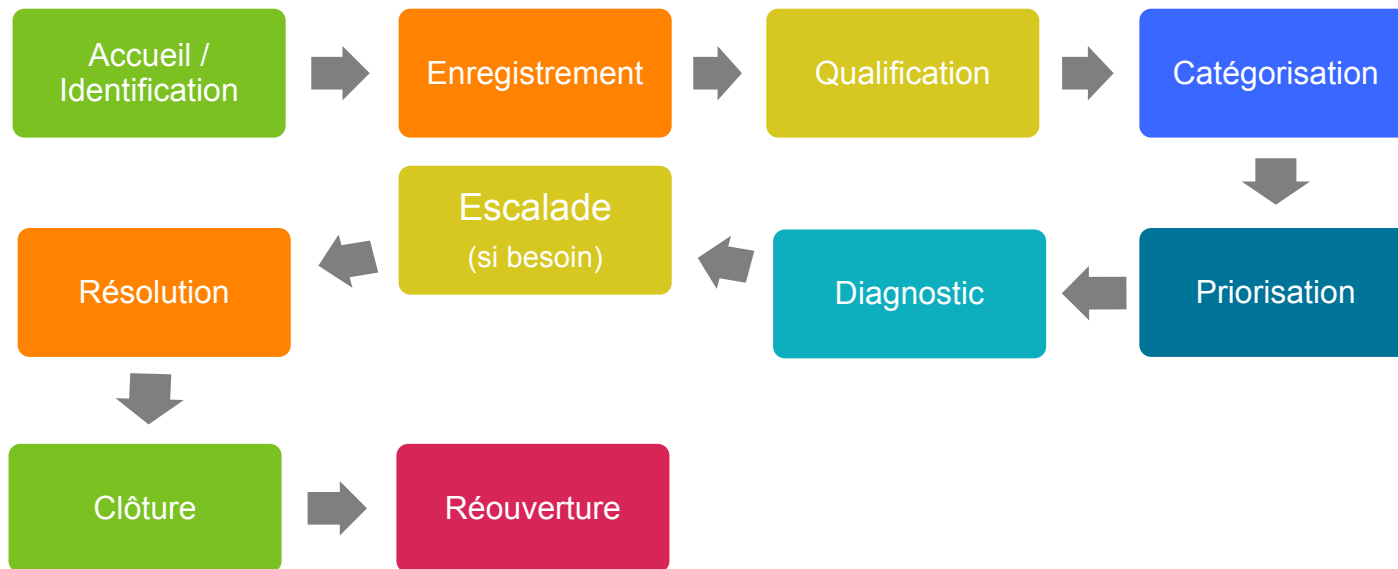 Accueil /
Identification
Enregistrement
Qualification
Catégorisation
Priorisation
Diagnostic
Escalade
(si besoin)
Résolution
Clôture
Réouverture